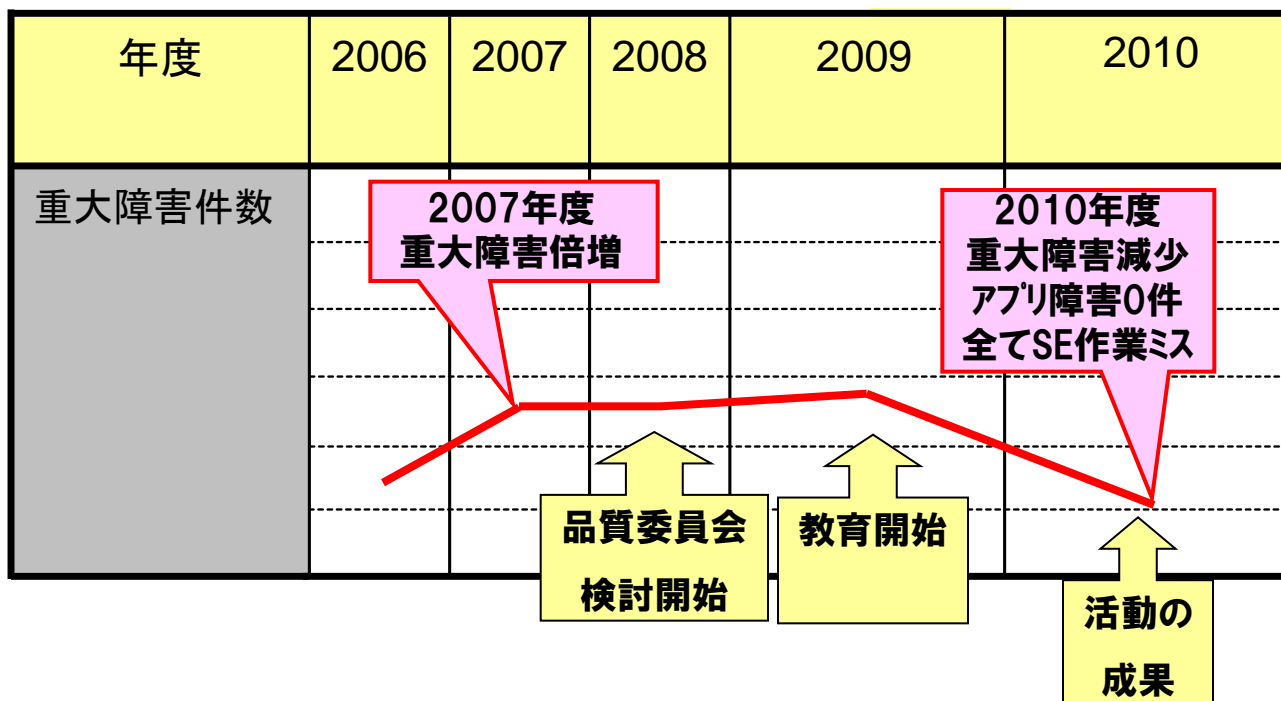 年度
2006
2007
2008
2009
2010
重大障害件数
2007年度
重大障害倍増
2010年度
重大障害減少
アプリ障害0件
全てSE作業ミス
品質委員会
検討開始
教育開始
活動の
成果